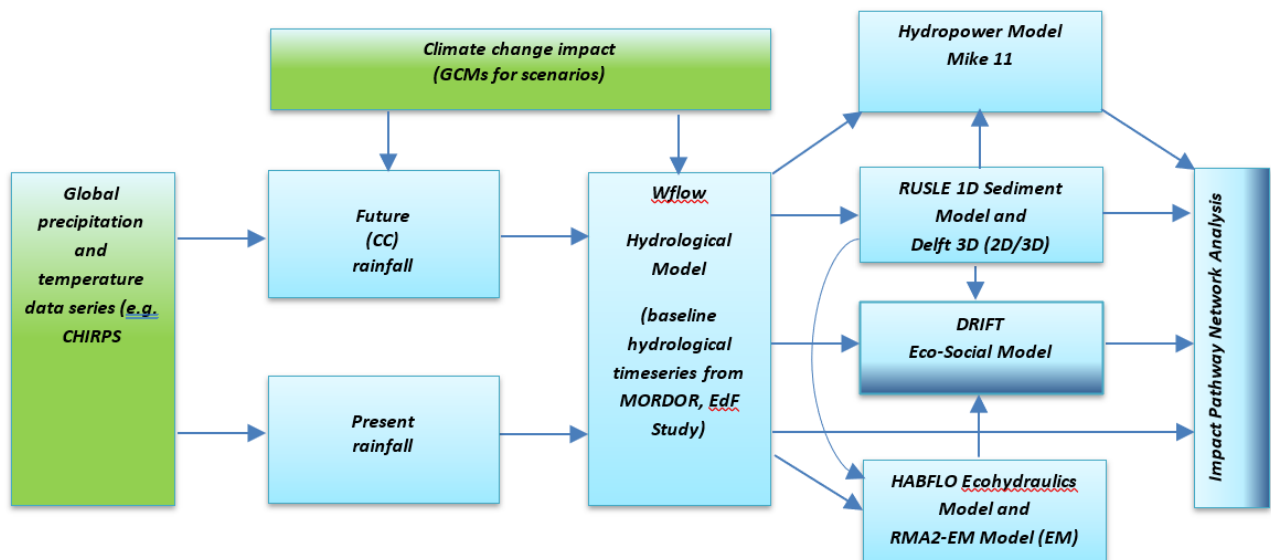 Climate change impact
(GCMs for scenarios)
Hydropower Model
Mike 11
Global
precipitation
and
temperature
data series (e.g.
CHIRPS
Future
(CC)
rainfall
Present
rainfall
Wflow
Hydrological
Model
(baseline
hydrological
timeseries from
MORDOR, EdF
Study)
RUSLE 1D Sediment
Model and
Delft 3D (2D/3D)
DRIFT
Eco-Social Model
HABFLO Ecohydraulics
Model and
RMA2-EM Model (EM)
Impact Pathway Network Analysis